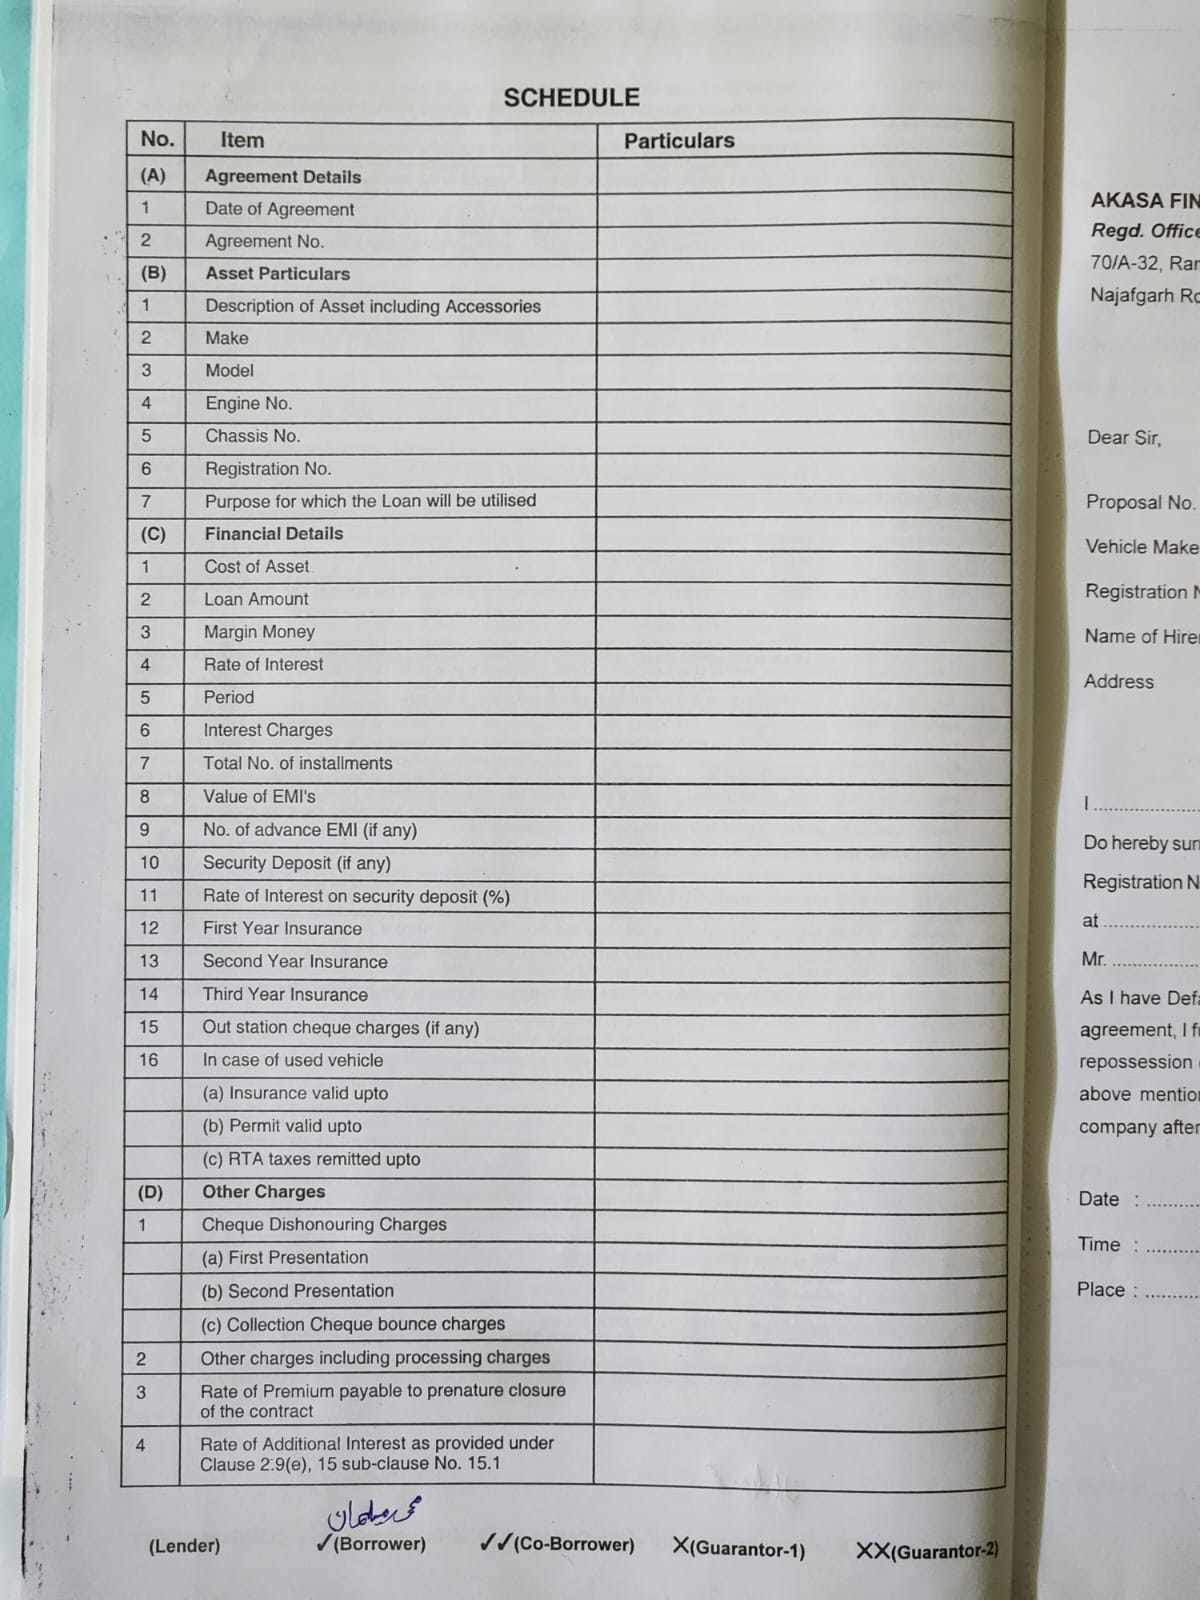 SCHEDULE
No. Item Particulars
(A) Agreement Details
1 Date of Agreement
2 Agreement No.
(B) Asset Particulars
1 Description of Asset including Accessories
2 Make
3 Model
4 Engine No.
5 Chassis No.
6 Registration No.
7 Purpose for which the Loan will be utilised
(C) Financial Details
1 Cost of Asset
2 Loan Amount
3 Margin Money
4 Rate of Interest
5 Period
6 Interest Charges
7 Total No. of installments
8 Value of EMI's
9 No. of advance EMI (if any)
10 Security Deposit (if any)
11 Rate of Interest on security deposit (%)
12 First Year Insurance
13 Second Year Insurance
14 Third Year Insurance
15 Out station cheque charges (if any)
16 In case of used vehicle
(a) Insurance valid upto
(b) Permit valid upto
(c) RTA taxes remitted upto
(D) Other Charges
1 Cheque Dishonouring Charges
(a) First Presentation
(b) Second Presentation
(c) Collection Cheque bounce charges
2 Other charges including processing charges
3 Rate of Premium payable to prenature closure
of the contract
4 Rate of Additional Interest as provided under
Clause 2:9(e), 15 sub-clause No. 15.1
(Lender) ✓(Borrower) ✓✓(Co-Borrower) X(Guarantor-1) XX(Guarantor-2)
AKASA FIN
Regd. Office
70/A-32, Ran
Najafgarh Ro
Dear Sir,
Proposal No.
Vehicle Make
Registration N
Name of Hirer
Address
I
Do hereby surr
Registration N
at
Mr.
As I have Defa
agreement, I fu
repossession
above mention
company after
Date :
Time :
Place :